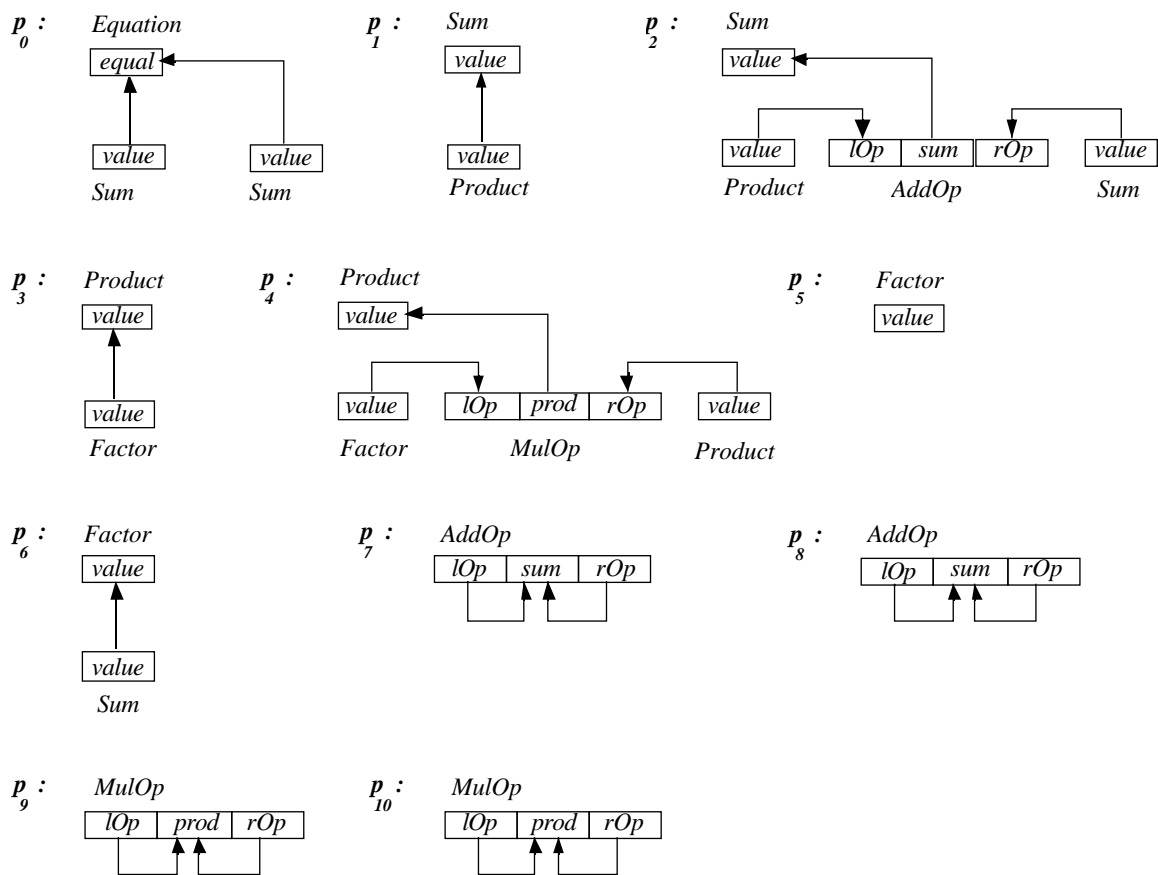 p0 : Equation p1 : Sum p2 : Sum
equal value value
value value value value lOp sum rOp value
Sum Sum Product Product AddOp Sum
p3 : Product p4 : Product p5 : Factor
value value value
value value lOp prod rOp value
Factor Factor MulOp Product
p6 : Factor p7 : AddOp p8 : AddOp
value lOp sum rOp lOp sum rOp
value
Sum
p9 : MulOp p10 : MulOp
lOp prod rOp lOp prod rOp